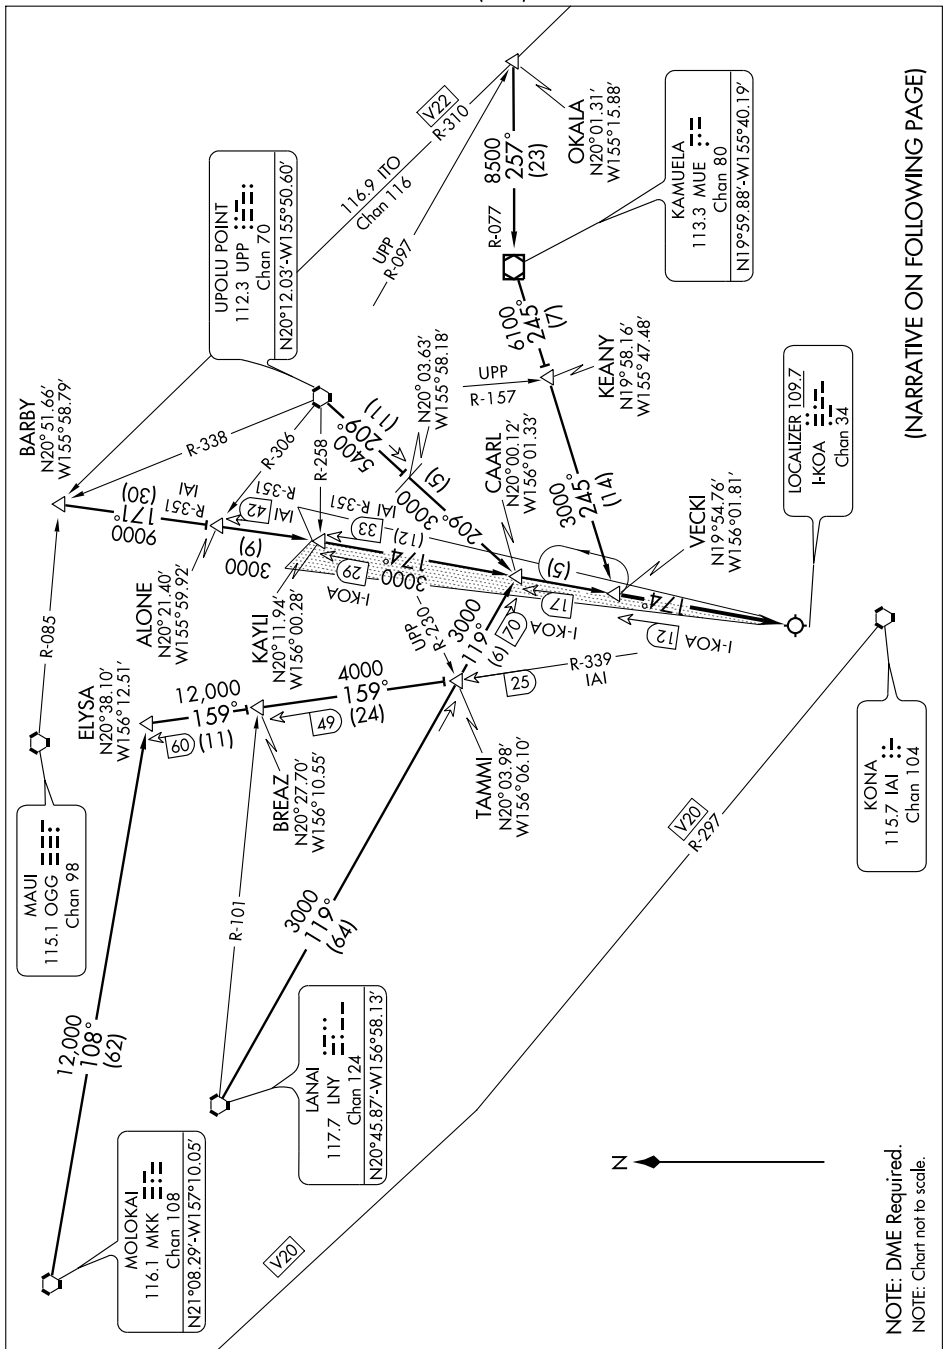 BARBY
N20°51.66'
W155°58.79'
UPOLU POINT
112.3 UPP
Chan 70
N20°12.03'-W155°50.60'
116.9 ITO
Chan 116
V22
R-310
UPP
R-097
OKALA
N20°01.31'
W155°15.88'
8500
257°
(23)
R-077
KAMUELA
113.3 MUE
Chan 80
N19°59.88'-W155°40.19'
6100
245°
(7)
UPP
R-157
KEANY
N19°58.16'
W155°47.48'
3000
245°
(14)
R-338
R-306
R-258
5400
209°
(11)
N20°03.63'
W155°58.18'
3000
209°
(5)
9000
171°
(30)
R-351
IAI
ALONE
N20°21.40'
W155°59.92'
42
IAI
R-351
3000
(9)
KAYLI
N20°11.94'
W156°00.28'
33
IAI R-351
29
I-KOA
3000
174°
(12)
CAARL
N20°00.12'
W156°01.33'
17
I-KOA
(5)
VECKI
N19°54.76'
W156°01.81'
12
I-KOA
174°
LOCALIZER 109.7
I-KOA
Chan 34
R-085
MAUI
115.1 OGG
Chan 98
ELYSA
N20°38.10'
W156°12.51'
60
12,000
159°
(11)
BREAZ
N20°27.70'
W156°10.55'
49
4000
159°
(24)
TAMMI
N20°03.98'
W156°06.10'
UPP
R-230
3000
119°
(6)
70
25
R-339
IAI
KONA
115.7 IAI
Chan 104
V20
R-297
12,000
108°
(62)
MOLOKAI
116.1 MKK
Chan 108
N21°08.29'-W157°10.05'
R-101
3000
119°
(64)
LANAI
117.7 LNY
Chan 124
N20°45.87'-W156°58.13'
V20
N
NOTE: DME Required.
NOTE: Chart not to scale.
(NARRATIVE ON FOLLOWING PAGE)